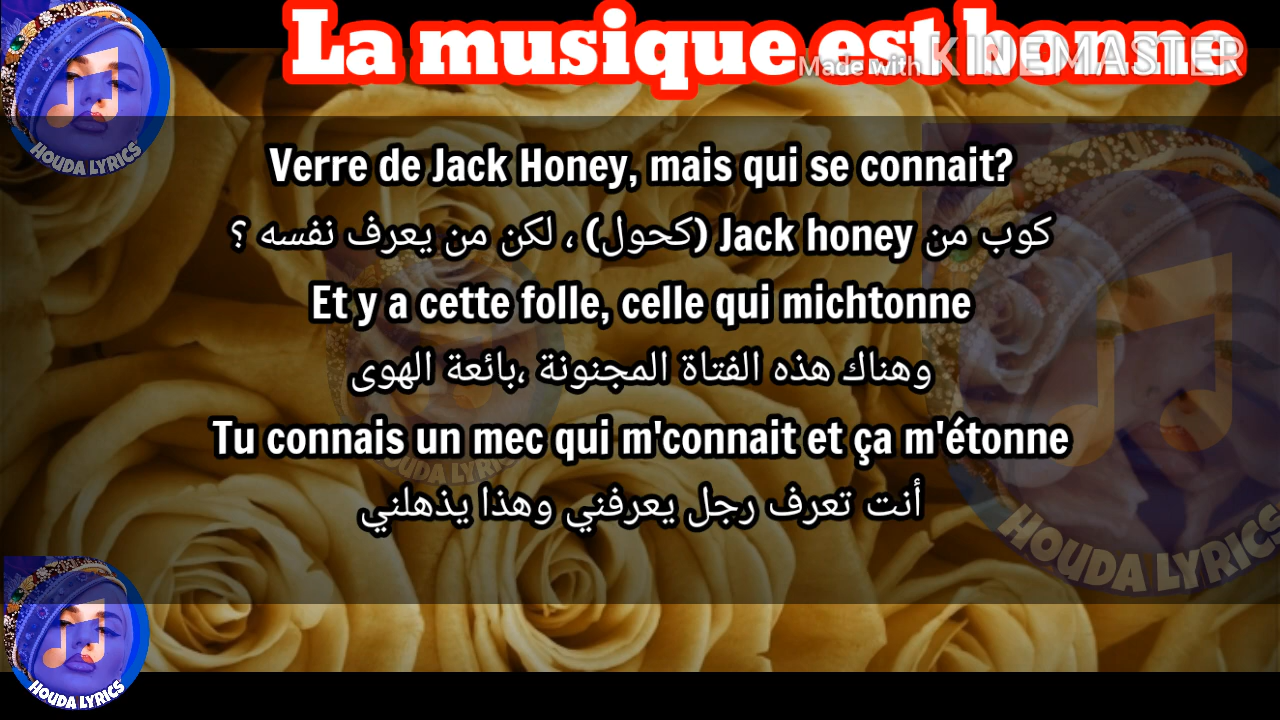 La musique est bonne
Made with KINEMASTER
HOUDA LYRICS
Verre de Jack Honey, mais qui se connait?
كوب من Jack honey (كحول) ، لكن من يعرف نفسه ؟
Et y a cette folle, celle qui michtonne
وهناك هذه الفتاة المجنونة ،بائعة الهوى
Tu connais un mec qui m'connait et ça m'étonne
أنت تعرف رجل يعرفني وهذا يذهلني
HOUDA LYRICS
HOUDA LYRICS
HOUDA LYRICS